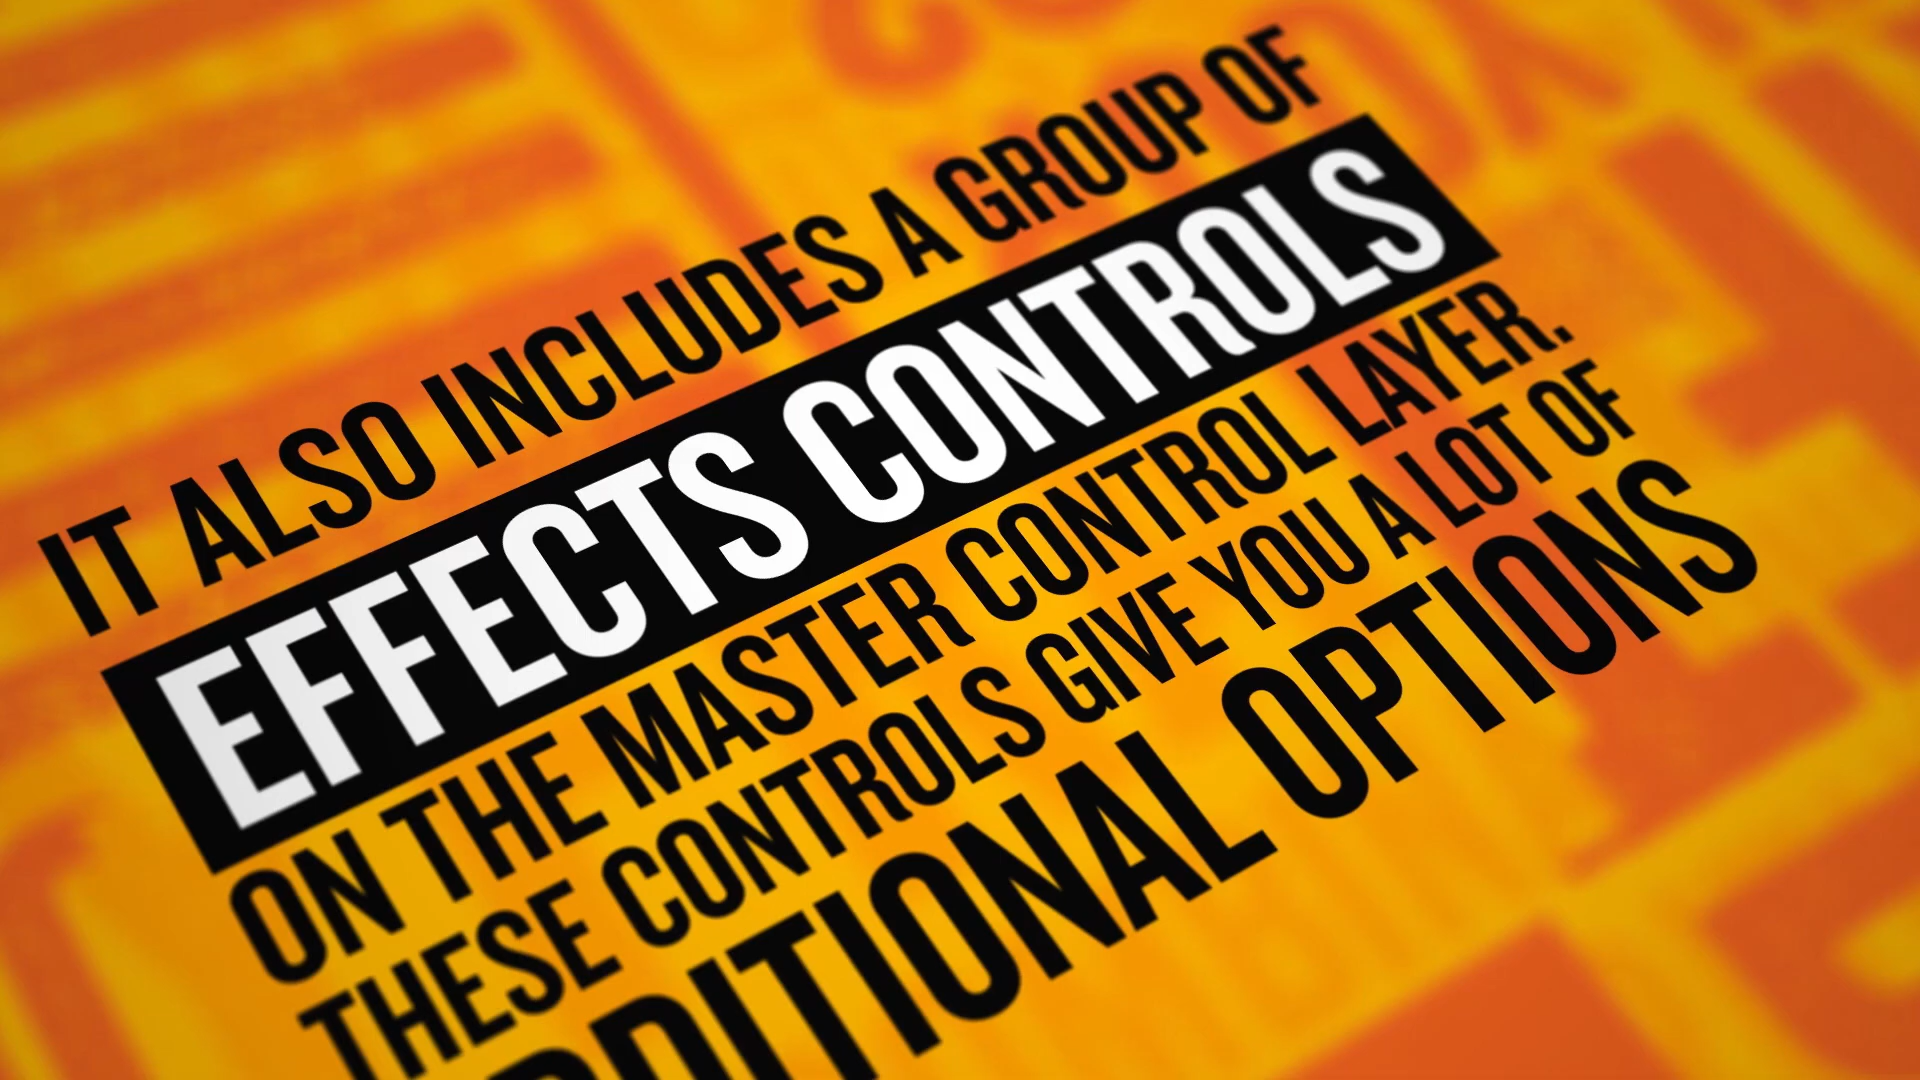 IT ALSO INCLUDES A GROUP OF
EFFECTS CONTROLS
ON THE MASTER CONTROL LAYER.
THESE CONTROLS GIVE YOU A LOT OF
DITIONAL OPTIONS